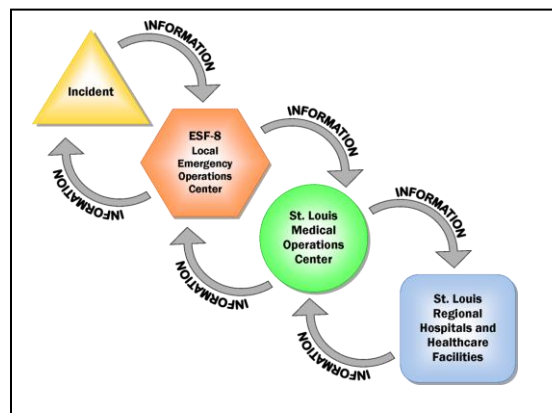 INFORMATION
Incident
ESF-8
Local
Emergency
Operations
Center
INFORMATION
INFORMATION
St. Louis
Medical
Operations
Center
INFORMATION
INFORMATION
St. Louis
Regional
Hospitals and
Healthcare
Facilities
INFORMATION